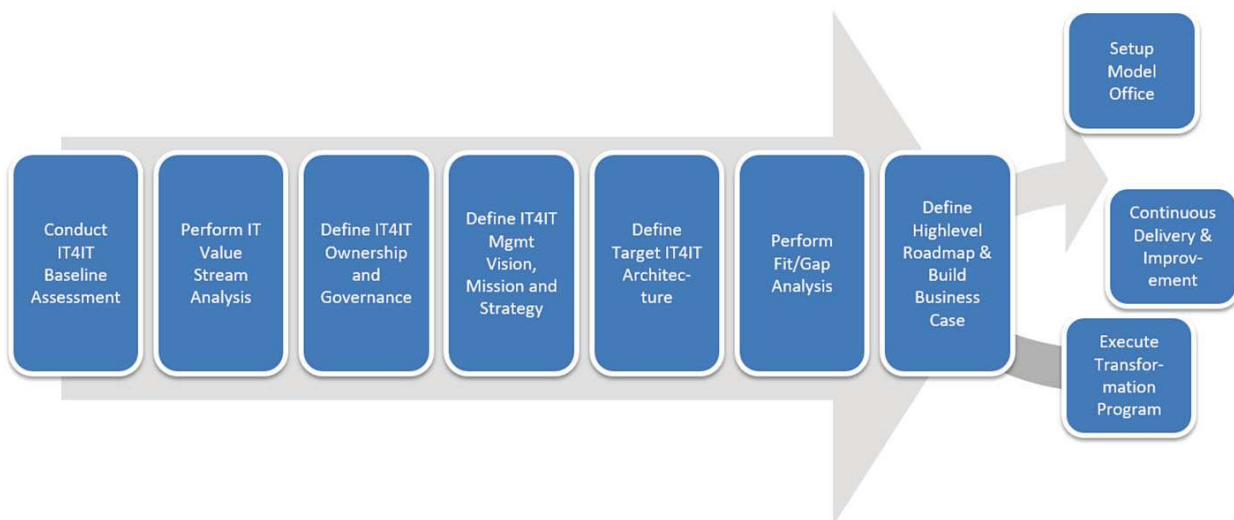 Conduct
IT4IT
Baseline
Assessment
Perform IT
Value
Stream
Analysis
Define IT4IT
Ownership
and
Governance
Define IT4IT
Mgmt
Vision,
Mission and
Strategy
Define
Target IT4IT
Architec-
ture
Perform
Fit/Gap
Analysis
Define
Highlevel
Roadmap &
Build
Business
Case
Setup
Model
Office
Continuous
Delivery &
Improv-
ement
Execute
Transfor-
mation
Program